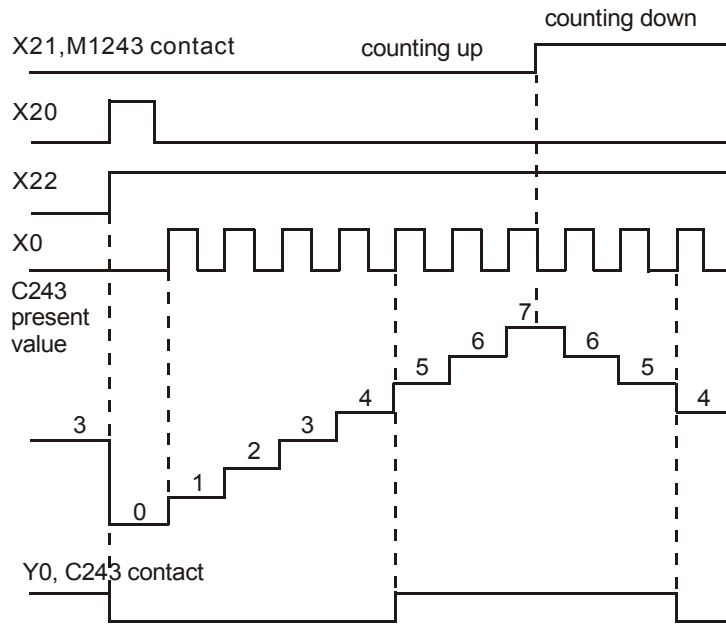 counting down
X21,M1243 contact
counting up
X20
X22
X0
C243
present
value
3
0
1
2
3
4
5
6
7
6
5
4
Y0, C243 contact